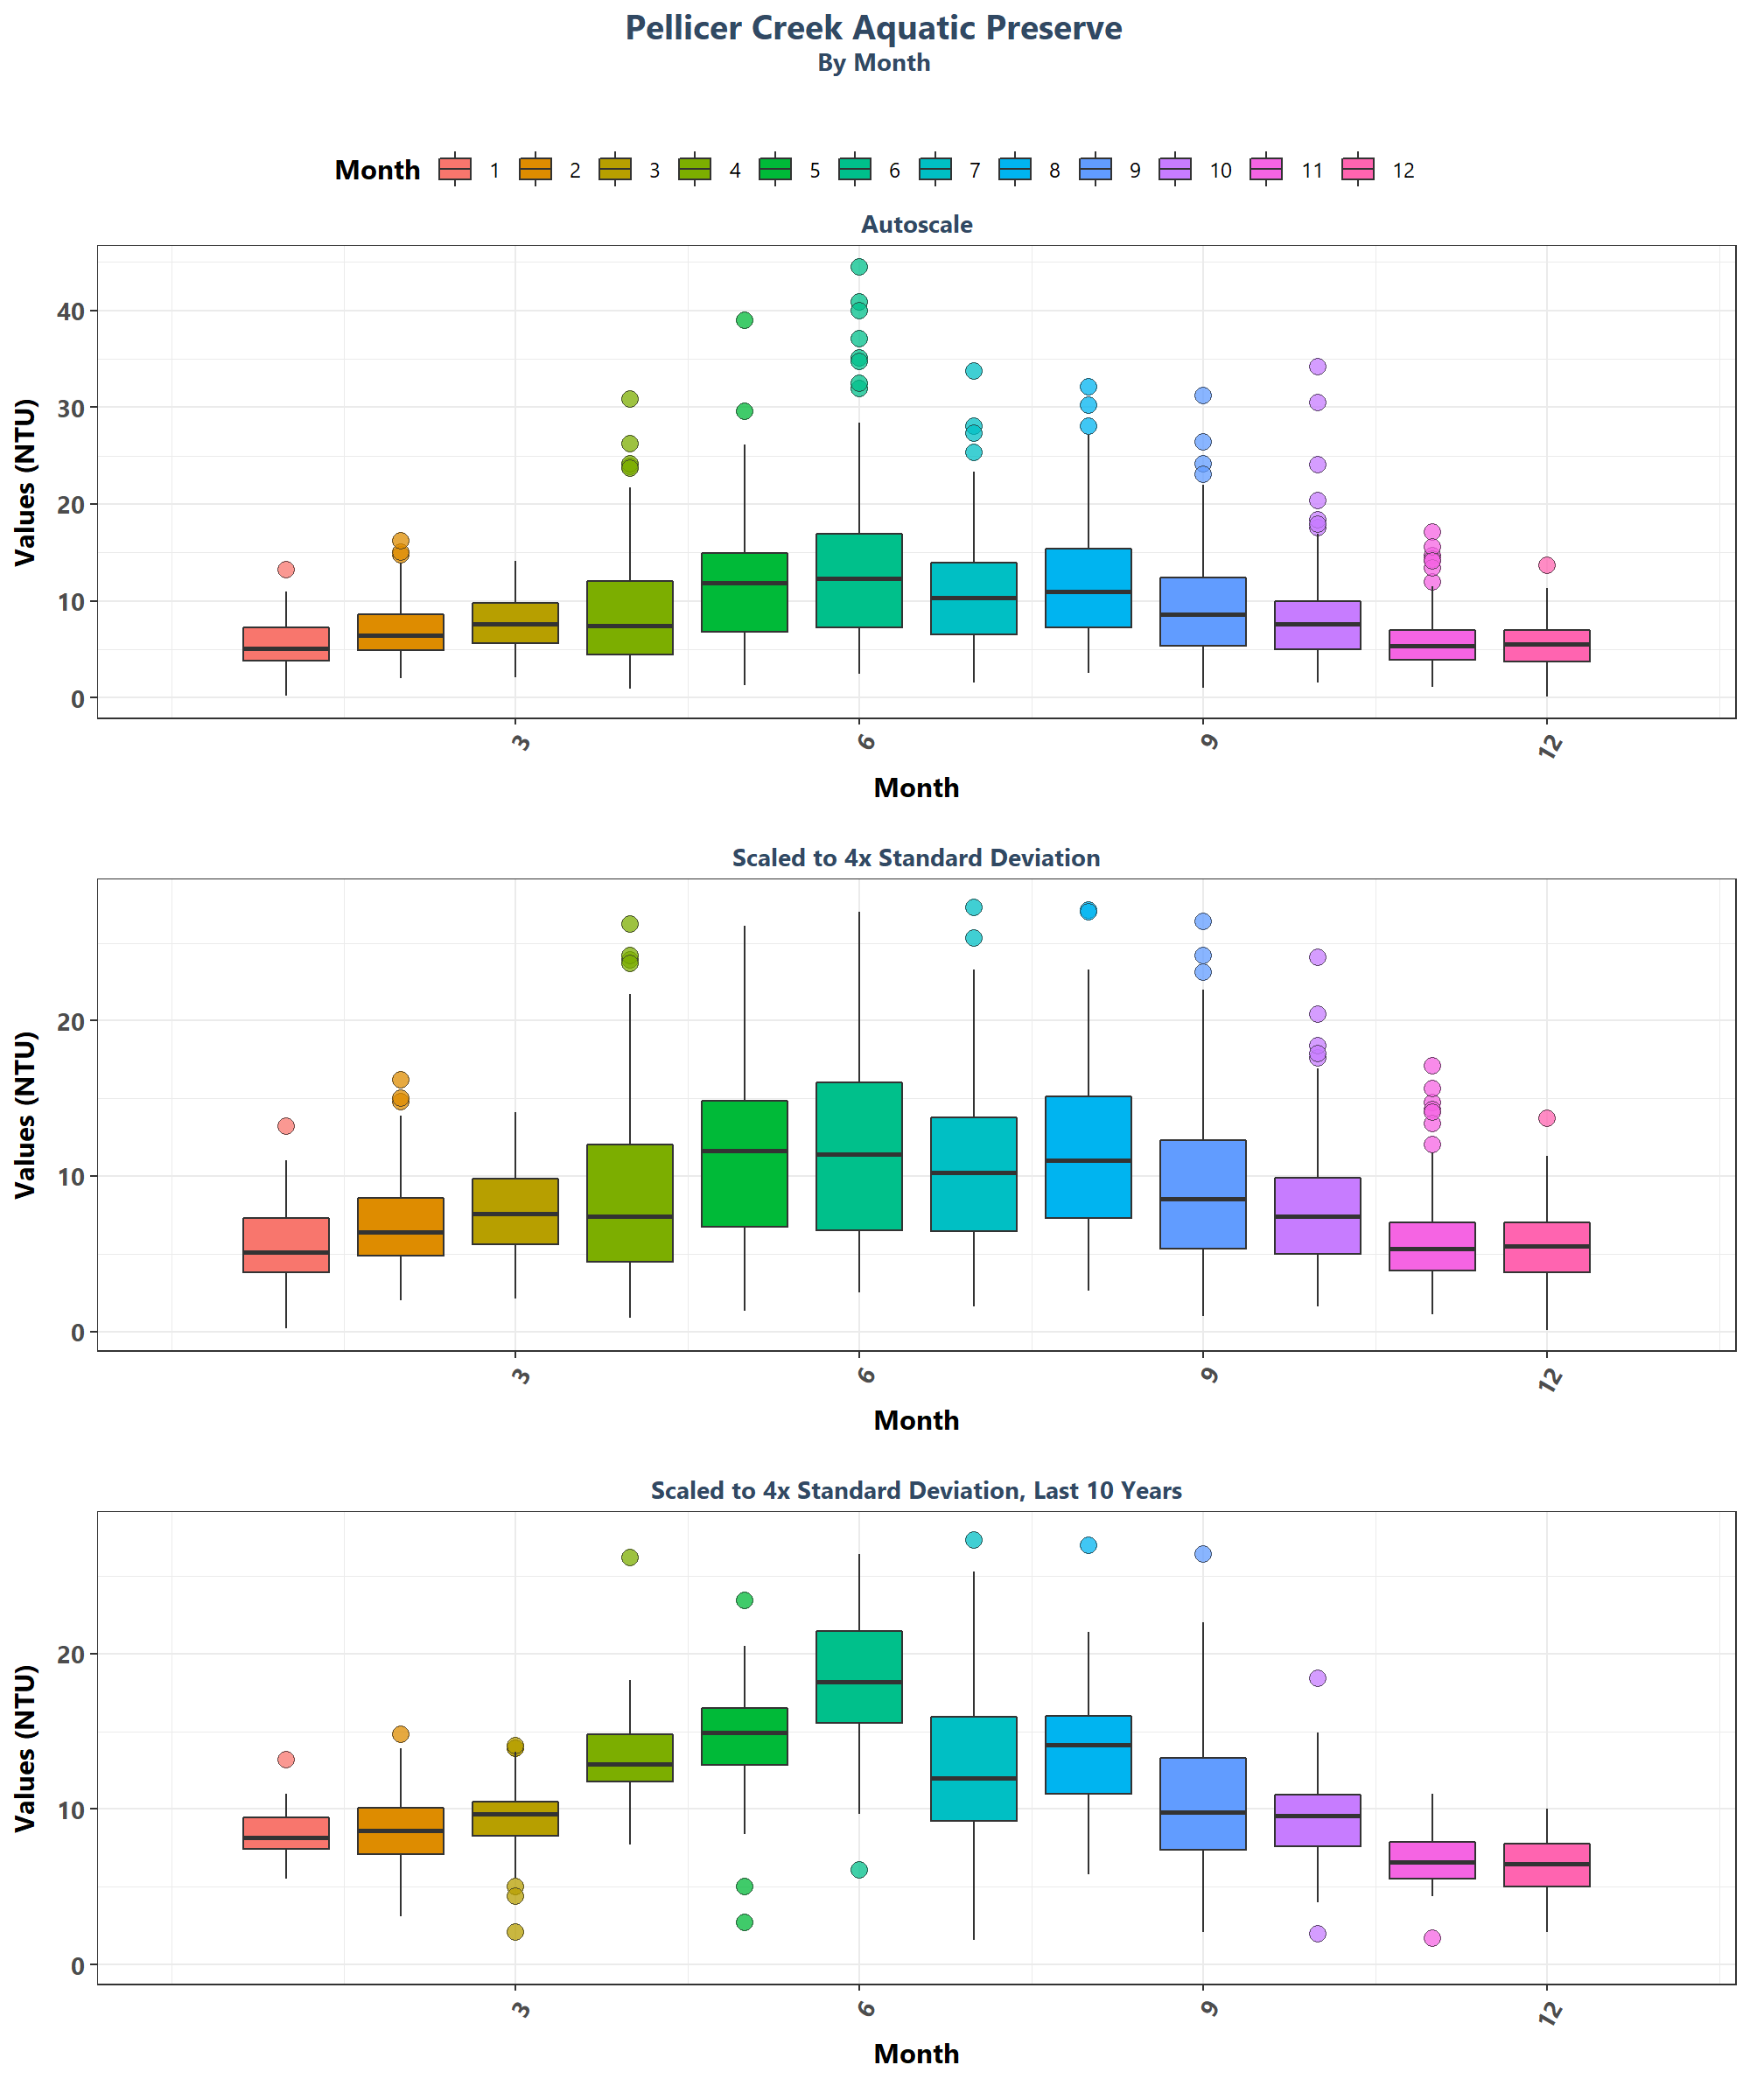 Pellicer Creek Aquatic Preserve
By Month
Month 1 2 3 4 5 6 7 8 9 10 11 12
Autoscale
Values (NTU)
40
30
20
10
0
3 6 9 12
Month
Scaled to 4x Standard Deviation
Values (NTU)
20
10
0
3 6 9 12
Month
Scaled to 4x Standard Deviation, Last 10 Years
Values (NTU)
20
10
0
3 6 9 12
Month